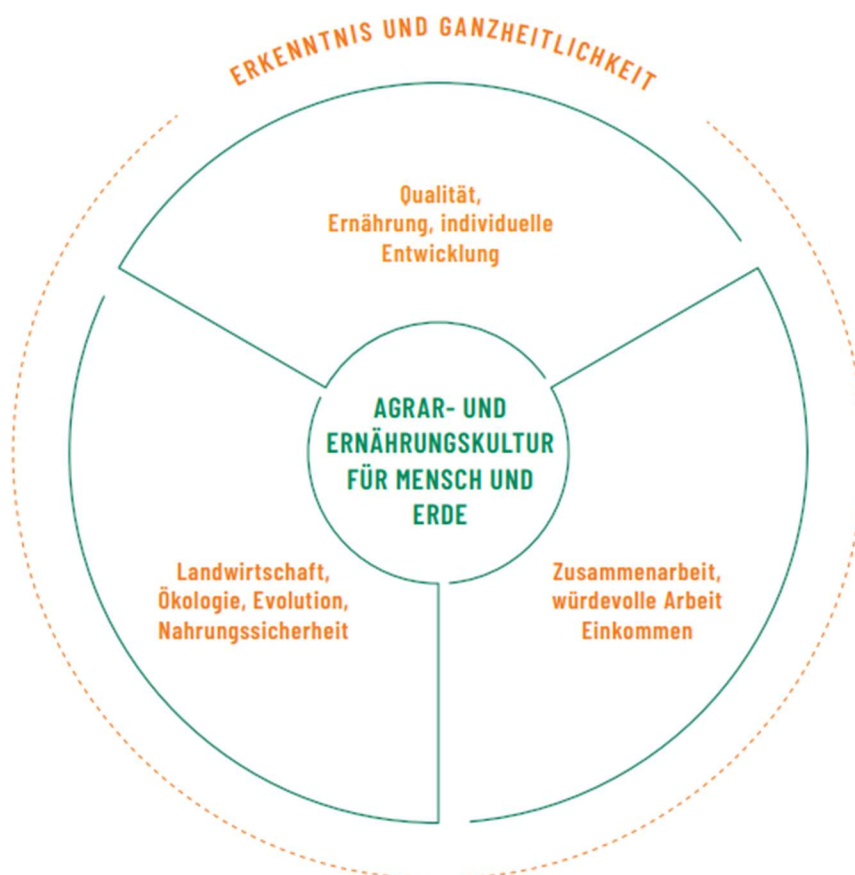 ERKENNTNIS UND GANZHEITLICHKEIT
Qualität,
Ernährung, individuelle
Entwicklung
AGRAR- UND
ERNÄHRUNGSKULTUR
FÜR MENSCH UND
ERDE
Landwirtschaft,
Ökologie, Evolution,
Nahrungssicherheit
Zusammenarbeit,
würdevolle Arbeit
Einkommen